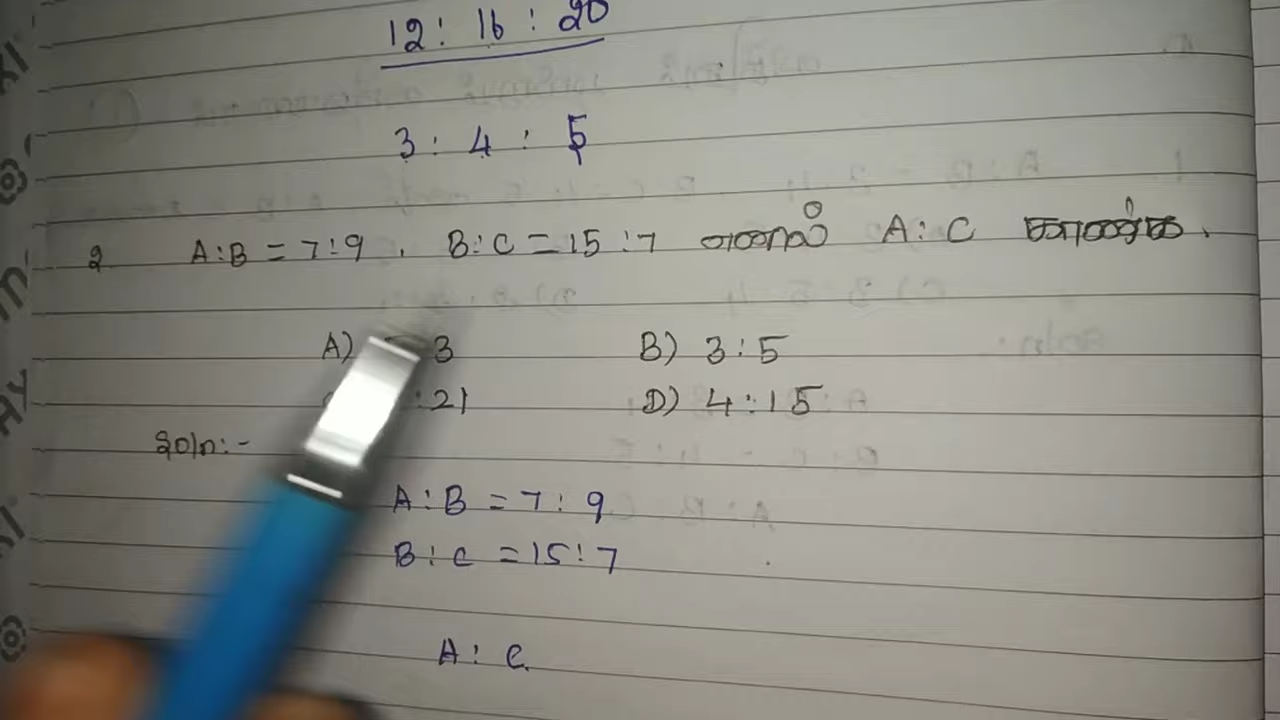 12 : 16 : 20
3 : 4 : 5
2 A:B = 7:9 , B:C = 15:7 எனில் A:C காண்க .
A) 3 B) 3:5
:21 D) 4:15
Soln:-
A:B = 7:9
B:C = 15:7
A:C